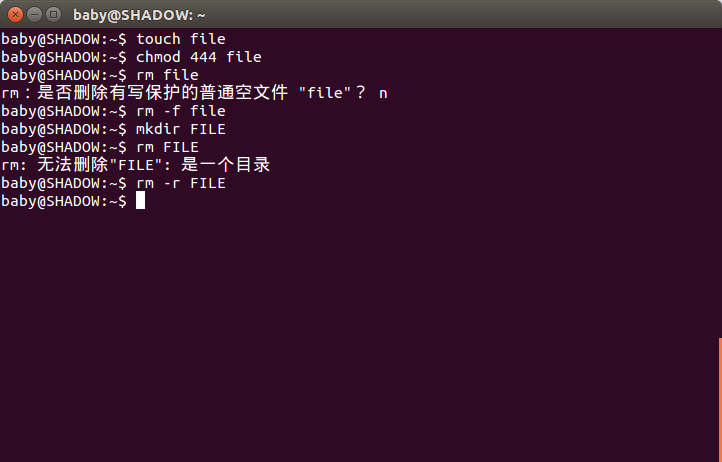 baby@SHADOW: ~
baby@SHADOW:~$ touch file
baby@SHADOW:~$ chmod 444 file
baby@SHADOW:~$ rm file
rm：是否删除有写保护的普通空文件 "file"？ n
baby@SHADOW:~$ rm -f file
baby@SHADOW:~$ mkdir FILE
baby@SHADOW:~$ rm FILE
rm: 无法删除"FILE": 是一个目录
baby@SHADOW:~$ rm -r FILE
baby@SHADOW:~$